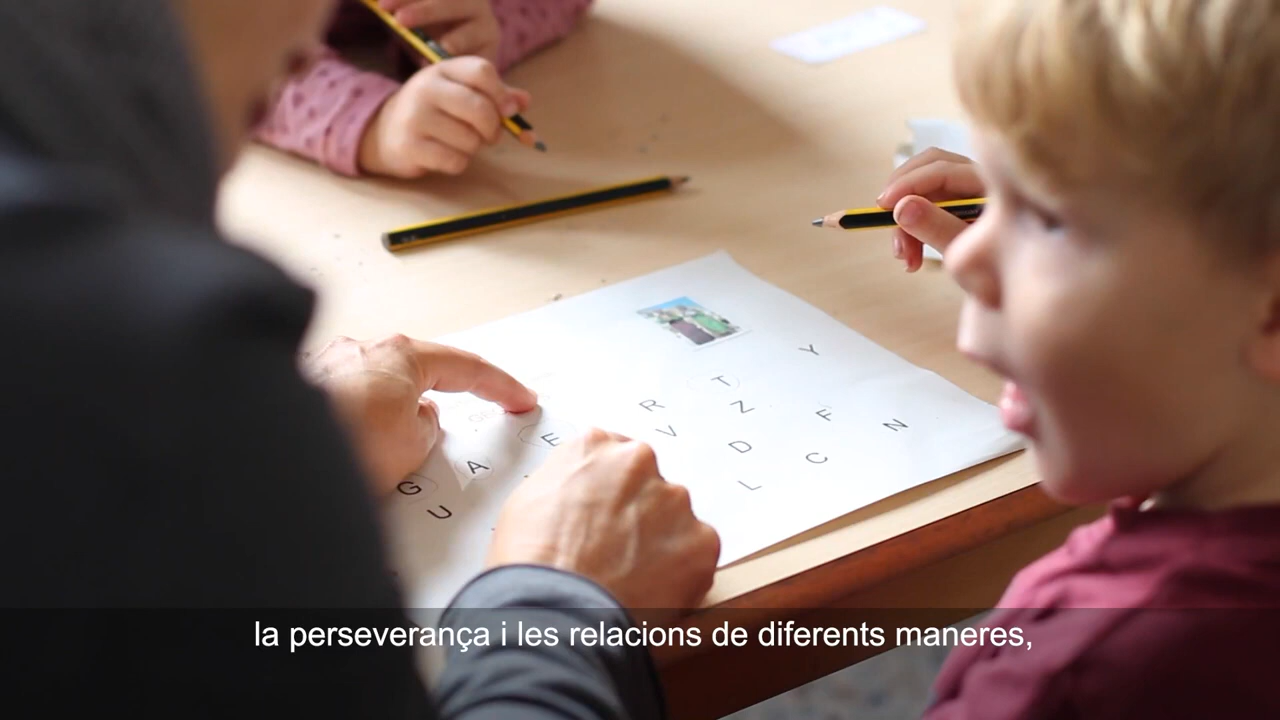 Y
T
R
Z
F
N
E
V
D
C
A
L
G
U
la perseverança i les relacions de diferents maneres,